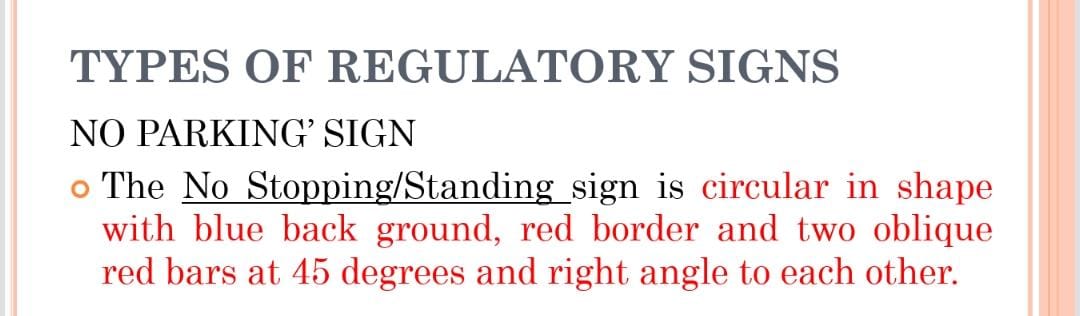 TYPES OF REGULATORY SIGNS
NO PARKING’ SIGN
The No Stopping/Standing sign is circular in shape
with blue back ground, red border and two oblique
red bars at 45 degrees and right angle to each other.